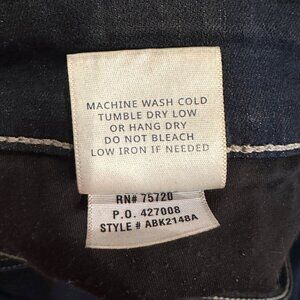 MACHINE WASH COLD
TUMBLE DRY LOW
OR HANG DRY
DO NOT BLEACH
LOW IRON IF NEEDED
RN# 75720
P.O. 427008
STYLE # ABK2148A